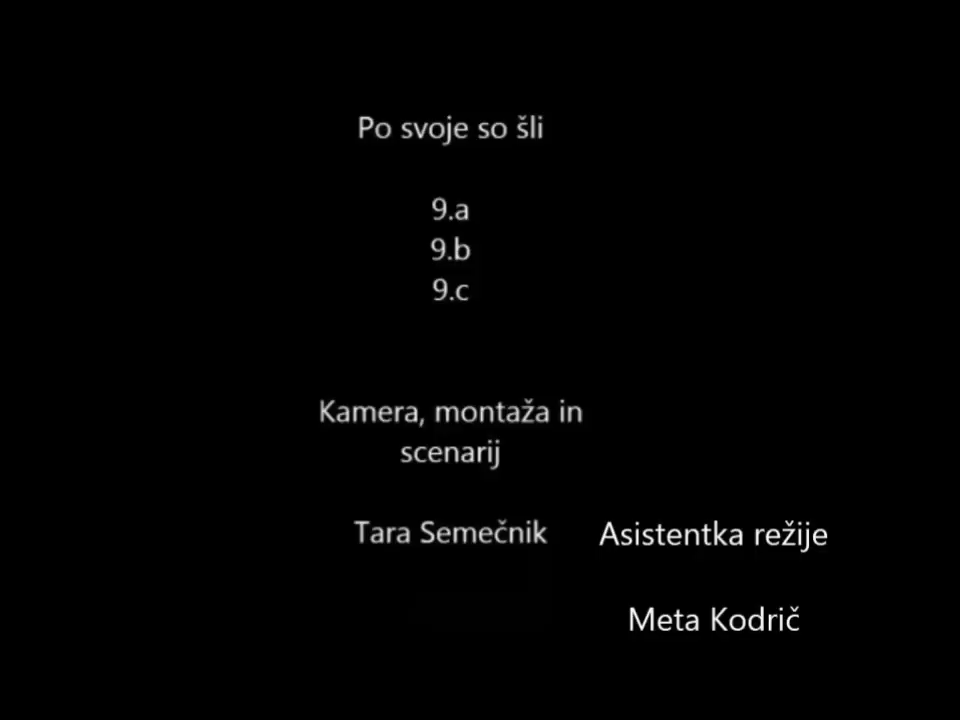 Po svoje so šli
9.a
9.b
9.c
Kamera, montaža in
scenarij
Tara Semečnik
Asistentka režije
Meta Kodrič